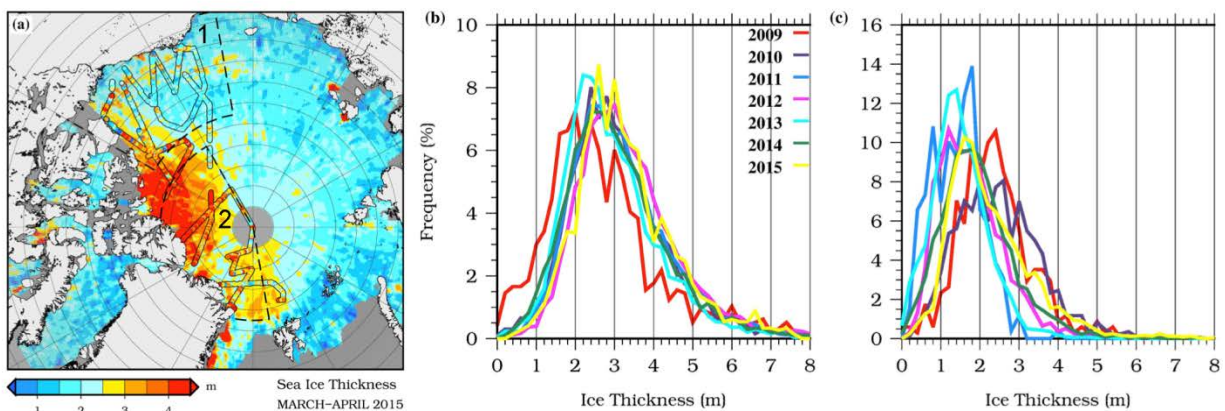 (a)
1
2
m
1 2 3 4
Sea Ice Thickness
MARCH–APRIL 2015
(b)
10
8
6
4
2
0
Frequency (%)
0 1 2 3 4 5 6 7 8
Ice Thickness (m)
2009
2010
2011
2012
2013
2014
2015
(c)
16
14
12
10
8
6
4
2
0
0 1 2 3 4 5 6 7 8
Ice Thickness (m)